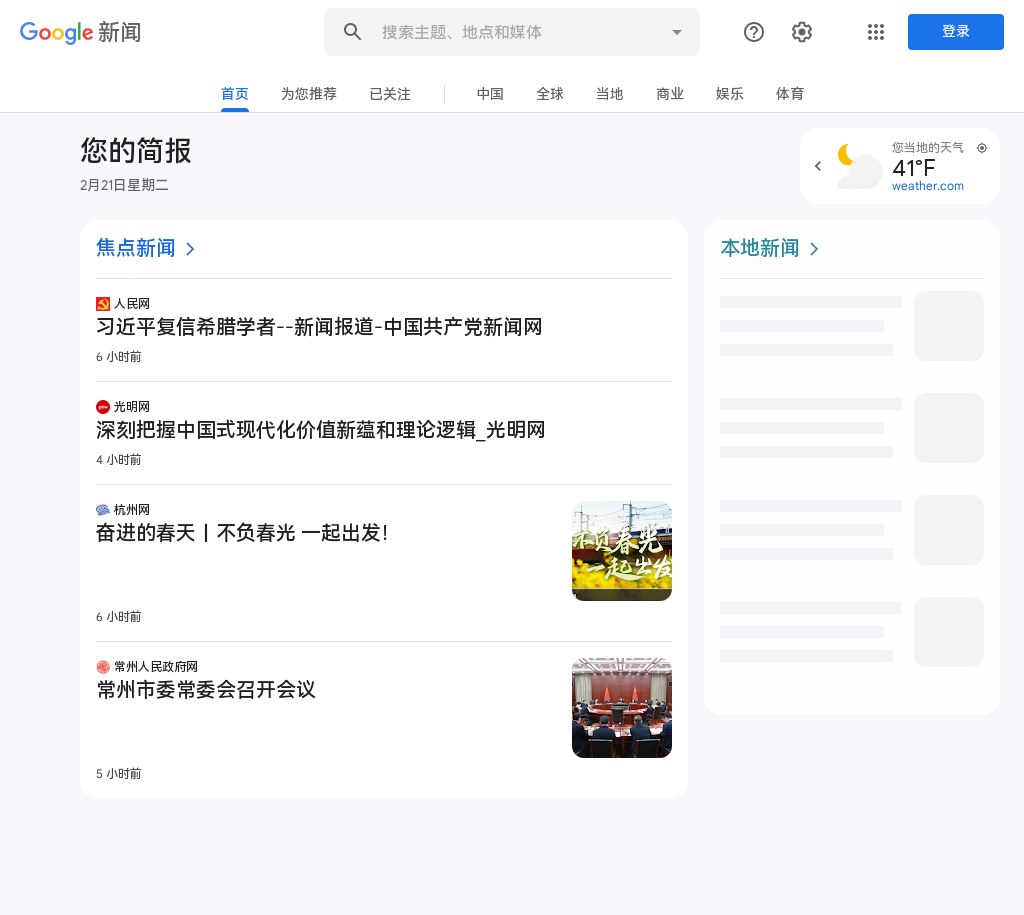 Google 新闻
搜索主题、地点和媒体
登录
首页 为您推荐 已关注 中国 全球 当地 商业 娱乐 体育
您的简报
2月21日星期二
您当地的天气
41°F
weather.com
焦点新闻
本地新闻
人民网
习近平复信希腊学者--新闻报道-中国共产党新闻网
6 小时前
光明网
深刻把握中国式现代化价值新蕴和理论逻辑_光明网
4 小时前
杭州网
奋进的春天丨不负春光 一起出发!
不负春光
一起出发
6 小时前
常州人民政府网
常州市委常委会召开会议
5 小时前